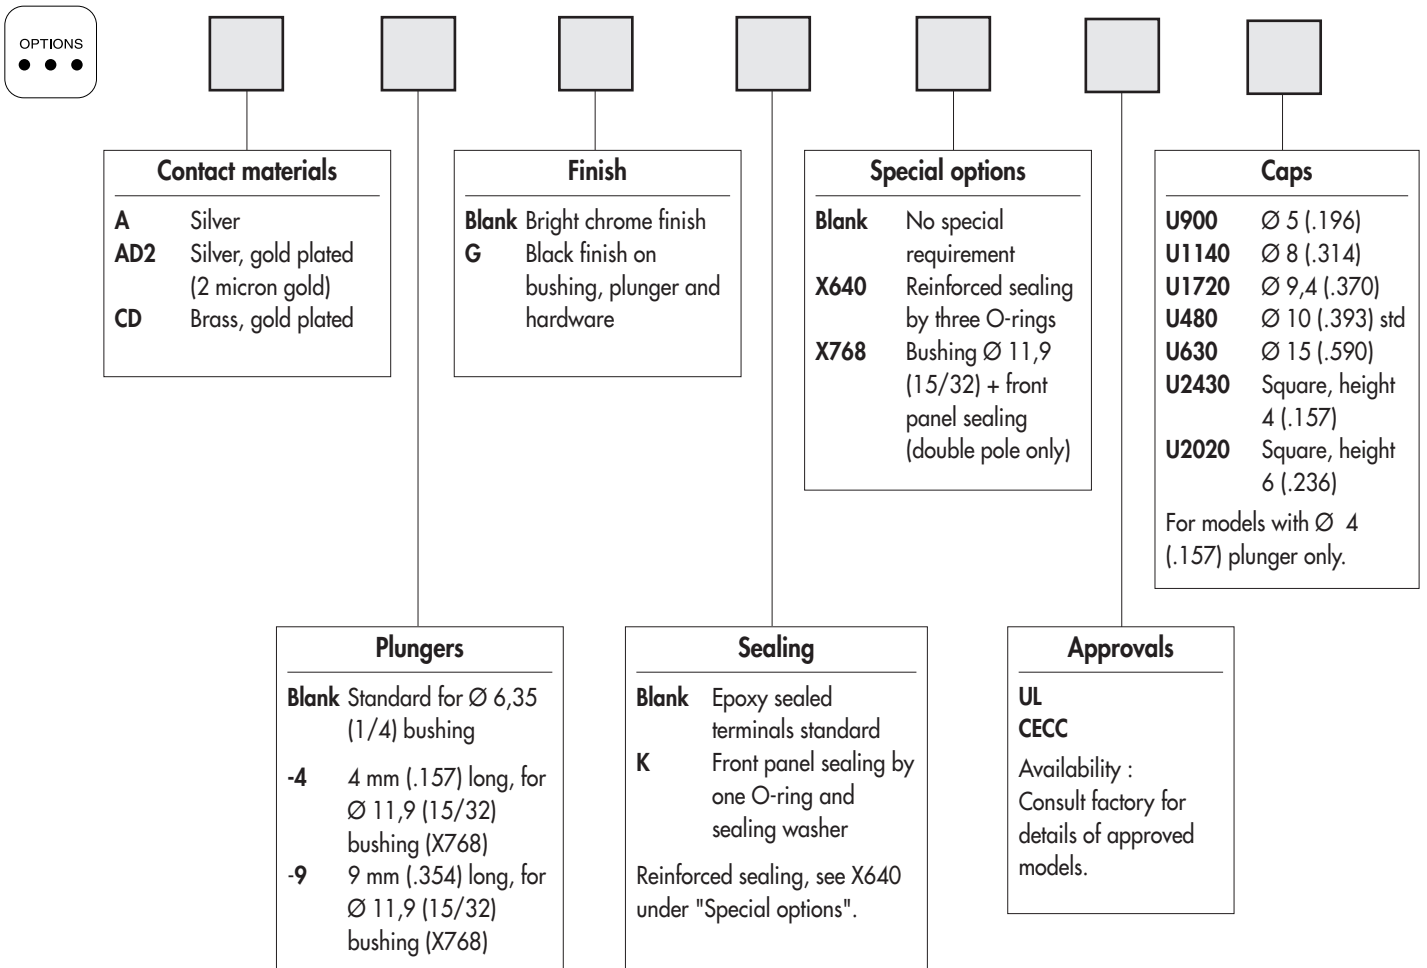 OPTIONS
Contact materials
A Silver
AD2 Silver, gold plated
(2 micron gold)
CD Brass, gold plated
Finish
Blank Bright chrome finish
G Black finish on
bushing, plunger and
hardware
Special options
Blank No special
requirement
X640 Reinforced sealing
by three O-rings
X768 Bushing Ø 11,9
(15/32) + front
panel sealing
(double pole only)
Caps
U900 Ø 5 (.196)
U1140 Ø 8 (.314)
U1720 Ø 9,4 (.370)
U480 Ø 10 (.393) std
U630 Ø 15 (.590)
U2430 Square, height
4 (.157)
U2020 Square, height
6 (.236)
For models with Ø 4
(.157) plunger only.
Plungers
Blank Standard for Ø 6,35
(1/4) bushing
-4 4 mm (.157) long, for
Ø 11,9 (15/32)
bushing (X768)
-9 9 mm (.354) long, for
Ø 11,9 (15/32)
bushing (X768)
Sealing
Blank Epoxy sealed
terminals standard
K Front panel sealing by
one O-ring and
sealing washer
Reinforced sealing, see X640
under "Special options".
Approvals
UL
CECC
Availability :
Consult factory for
details of approved
models.